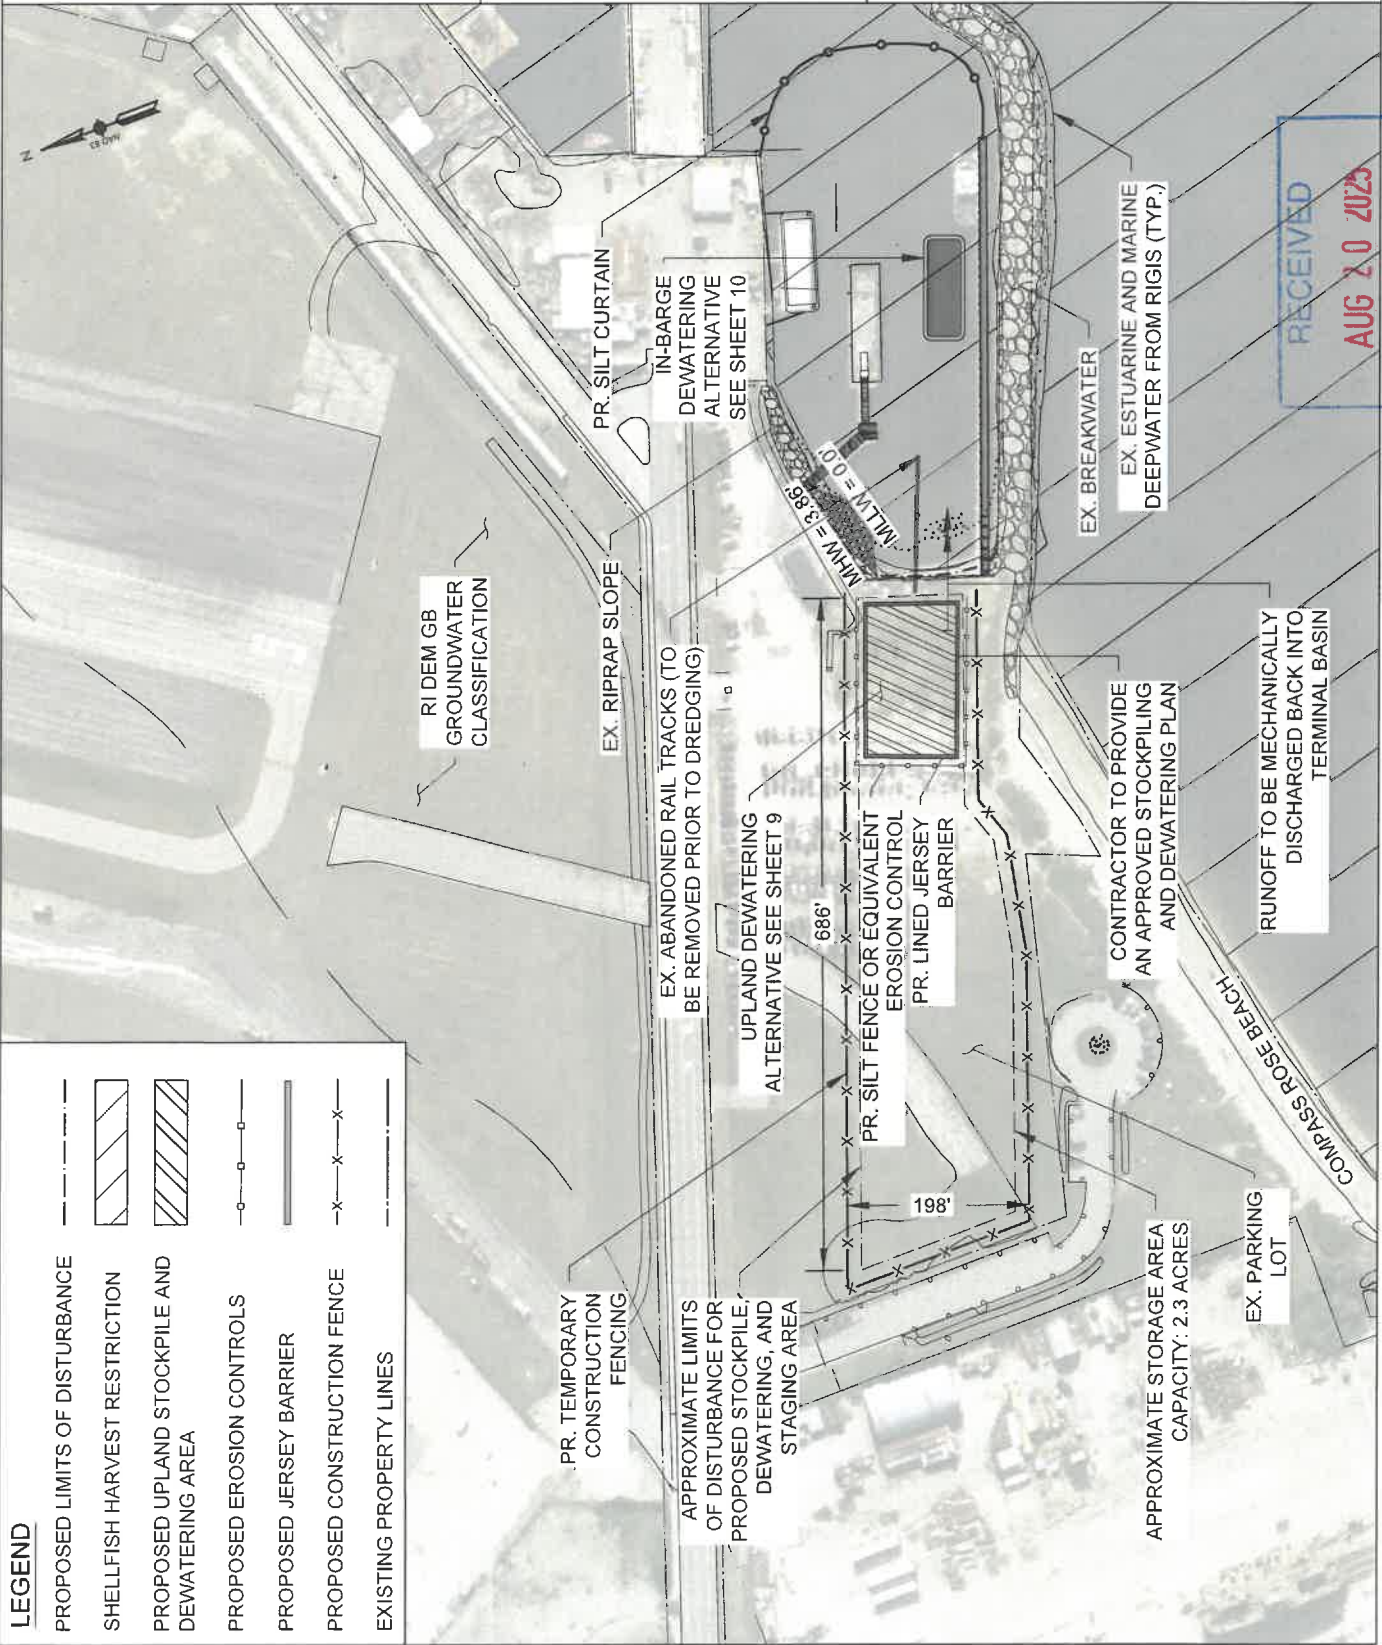 LEGEND
PROPOSED LIMITS OF DISTURBANCE
SHELLFISH HARVEST RESTRICTION
PROPOSED UPLAND STOCKPILE AND
DEWATERING AREA
PROPOSED EROSION CONTROLS
PROPOSED JERSEY BARRIER
PROPOSED CONSTRUCTION FENCE
EXISTING PROPERTY LINES
N
NAD 83
RI DEM GB
GROUNDWATER
CLASSIFICATION
PR. TEMPORARY
CONSTRUCTION
FENCING
EX. RIPRAP SLOPE
PR. SILT CURTAIN
EX. ABANDONED RAIL TRACKS (TO
BE REMOVED PRIOR TO DREDGING)
IN-BARGE
DEWATERING
ALTERNATIVE
SEE SHEET 10
APPROXIMATE LIMITS
OF DISTURBANCE FOR
PROPOSED STOCKPILE,
DEWATERING, AND
STAGING AREA
UPLAND DEWATERING
ALTERNATIVE SEE SHEET 9
686'
MHW = 3.86'
MLLW = 0.0'
PR. SILT FENCE OR EQUIVALENT
EROSION CONTROL
PR. LINED JERSEY
BARRIER
198'
EX. BREAKWATER
EX. ESTUARINE AND MARINE
DEEPWATER FROM RIGIS (TYP.)
CONTRACTOR TO PROVIDE
AN APPROVED STOCKPILING
AND DEWATERING PLAN
APPROXIMATE STORAGE AREA
CAPACITY: 2.3 ACRES
EX. PARKING
LOT
COMPASS ROSE BEACH
RUNOFF TO BE MECHANICALLY
DISCHARGED BACK INTO
TERMINAL BASIN
RECEIVED
AUG 20 2025